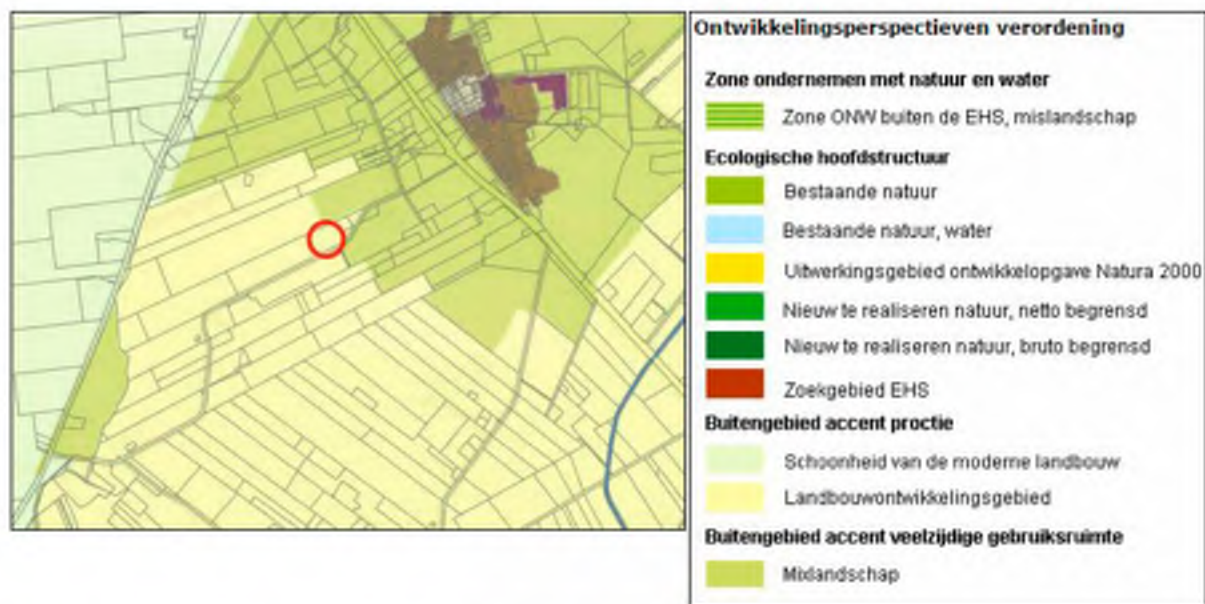 Ontwikkelingsperspectieven verordening
Zone ondernemen met natuur en water
Zone ONW buiten de EHS, mislandschap
Ecologische hoofdstructuur
Bestaande natuur
Bestaande natuur, water
Uitwerkingsgebied ontwikkelopgave Natura 2000
Nieuw te realiseren natuur, netto begrensd
Nieuw te realiseren natuur, bruto begrensd
Zoekgebied EHS
Buitengebied accent proctie
Schoonheid van de moderne landbouw
Landbouwontwikkelingsgebied
Buitengebied accent veelzijdige gebruiksruimte
Mixlandschap